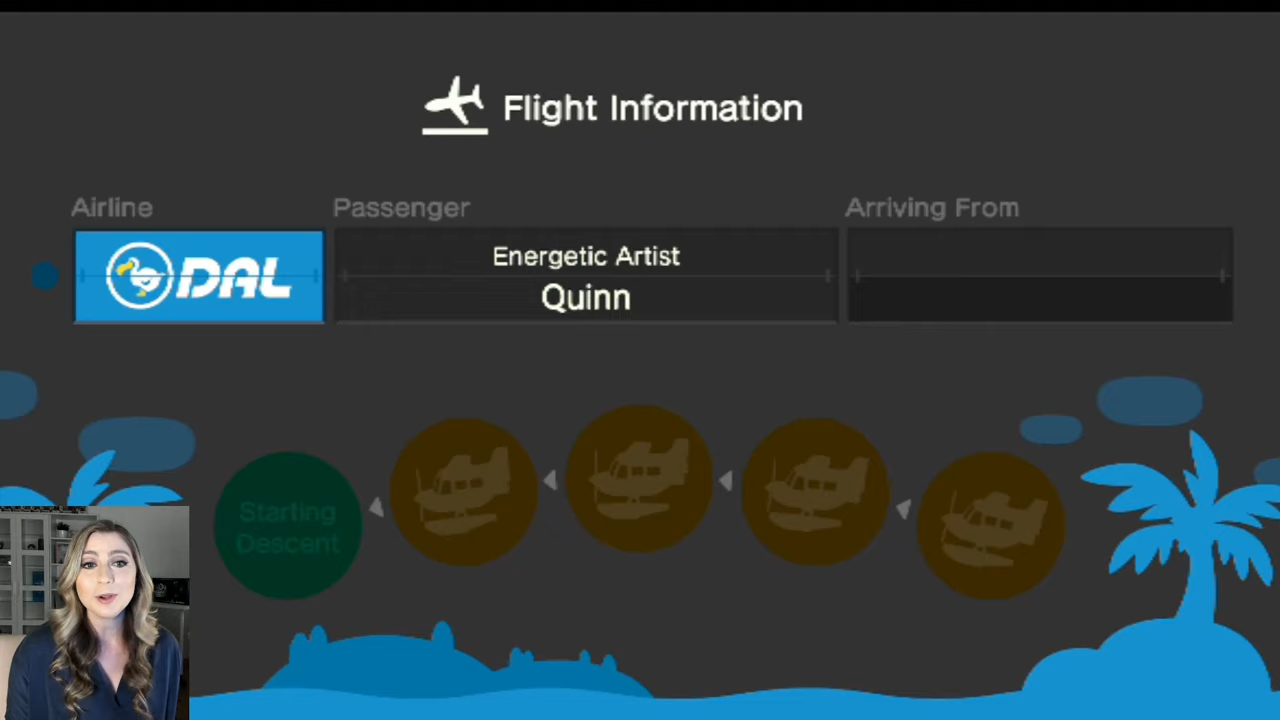 Flight Information
Airline
Passenger
Arriving From
DAL
Energetic Artist
Quinn
Starting
Descent